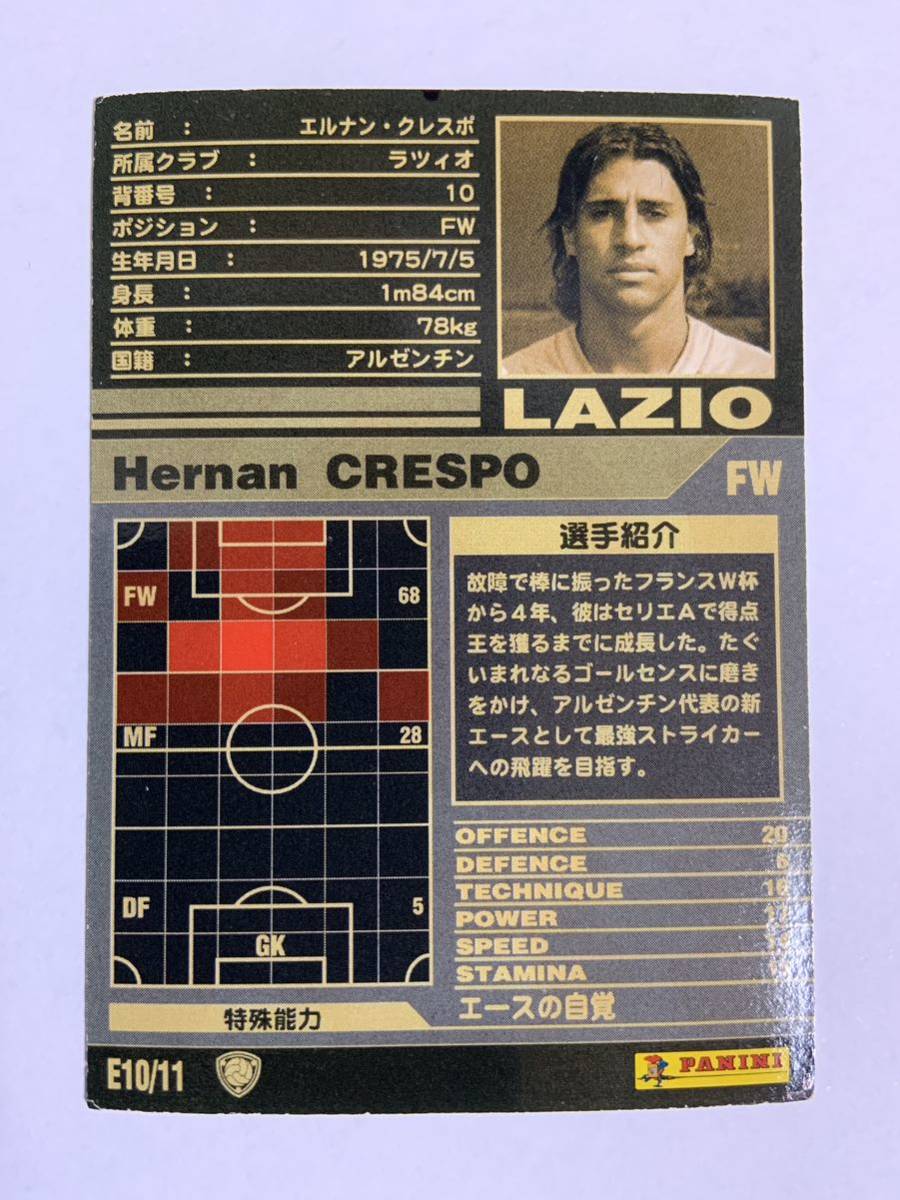 名前 : エルナン・クレスポ
所属クラブ : ラツィオ
背番号 : 10
ポジション : FW
生年月日 : 1975/7/5
身長 : 1m84cm
体重 : 78kg
国籍 : アルゼンチン
LAZIO
Hernan CRESPO
FW
FW 68
MF 28
DF 5
GK
選手紹介
故障で棒に振ったフランスW杯
から4年、彼はセリエAで得点
王を獲るまでに成長した。たぐ
いまれなるゴールセンスに磨き
をかけ、アルゼンチン代表の新
エースとして最強ストライカー
への飛躍を目指す。
OFFENCE 20
DEFENCE
TECHNIQUE 16
POWER
SPEED
STAMINA
特殊能力
エースの自覚
E10/11
PANINI